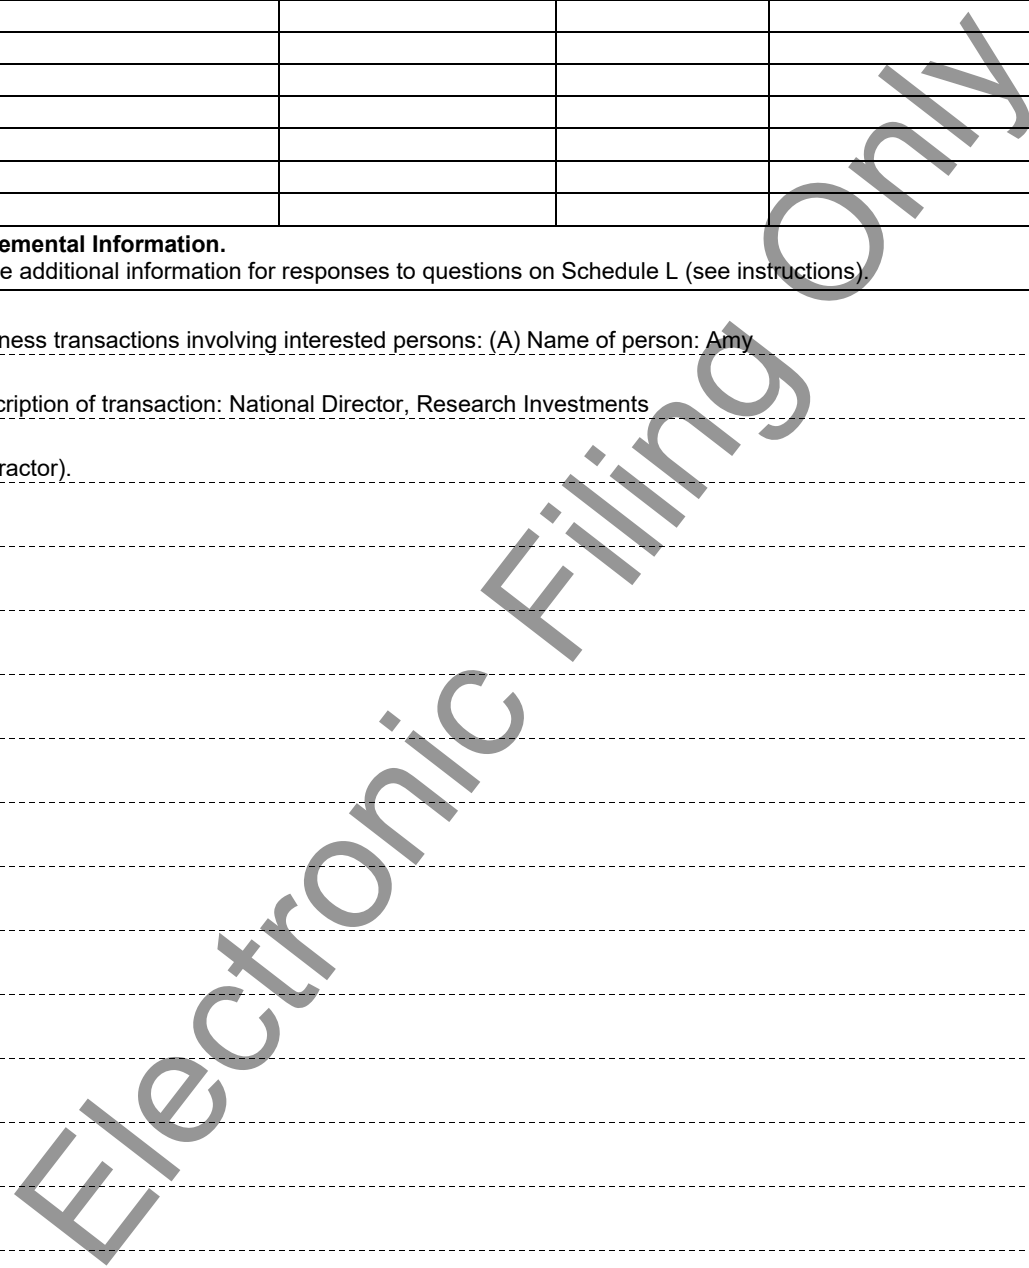 emental Information.
e additional information for responses to questions on Schedule L (see instructions).
ness transactions involving interested persons: (A) Name of person: Amy
cription of transaction: National Director, Research Investments
ractor).
Electronic Filing Only